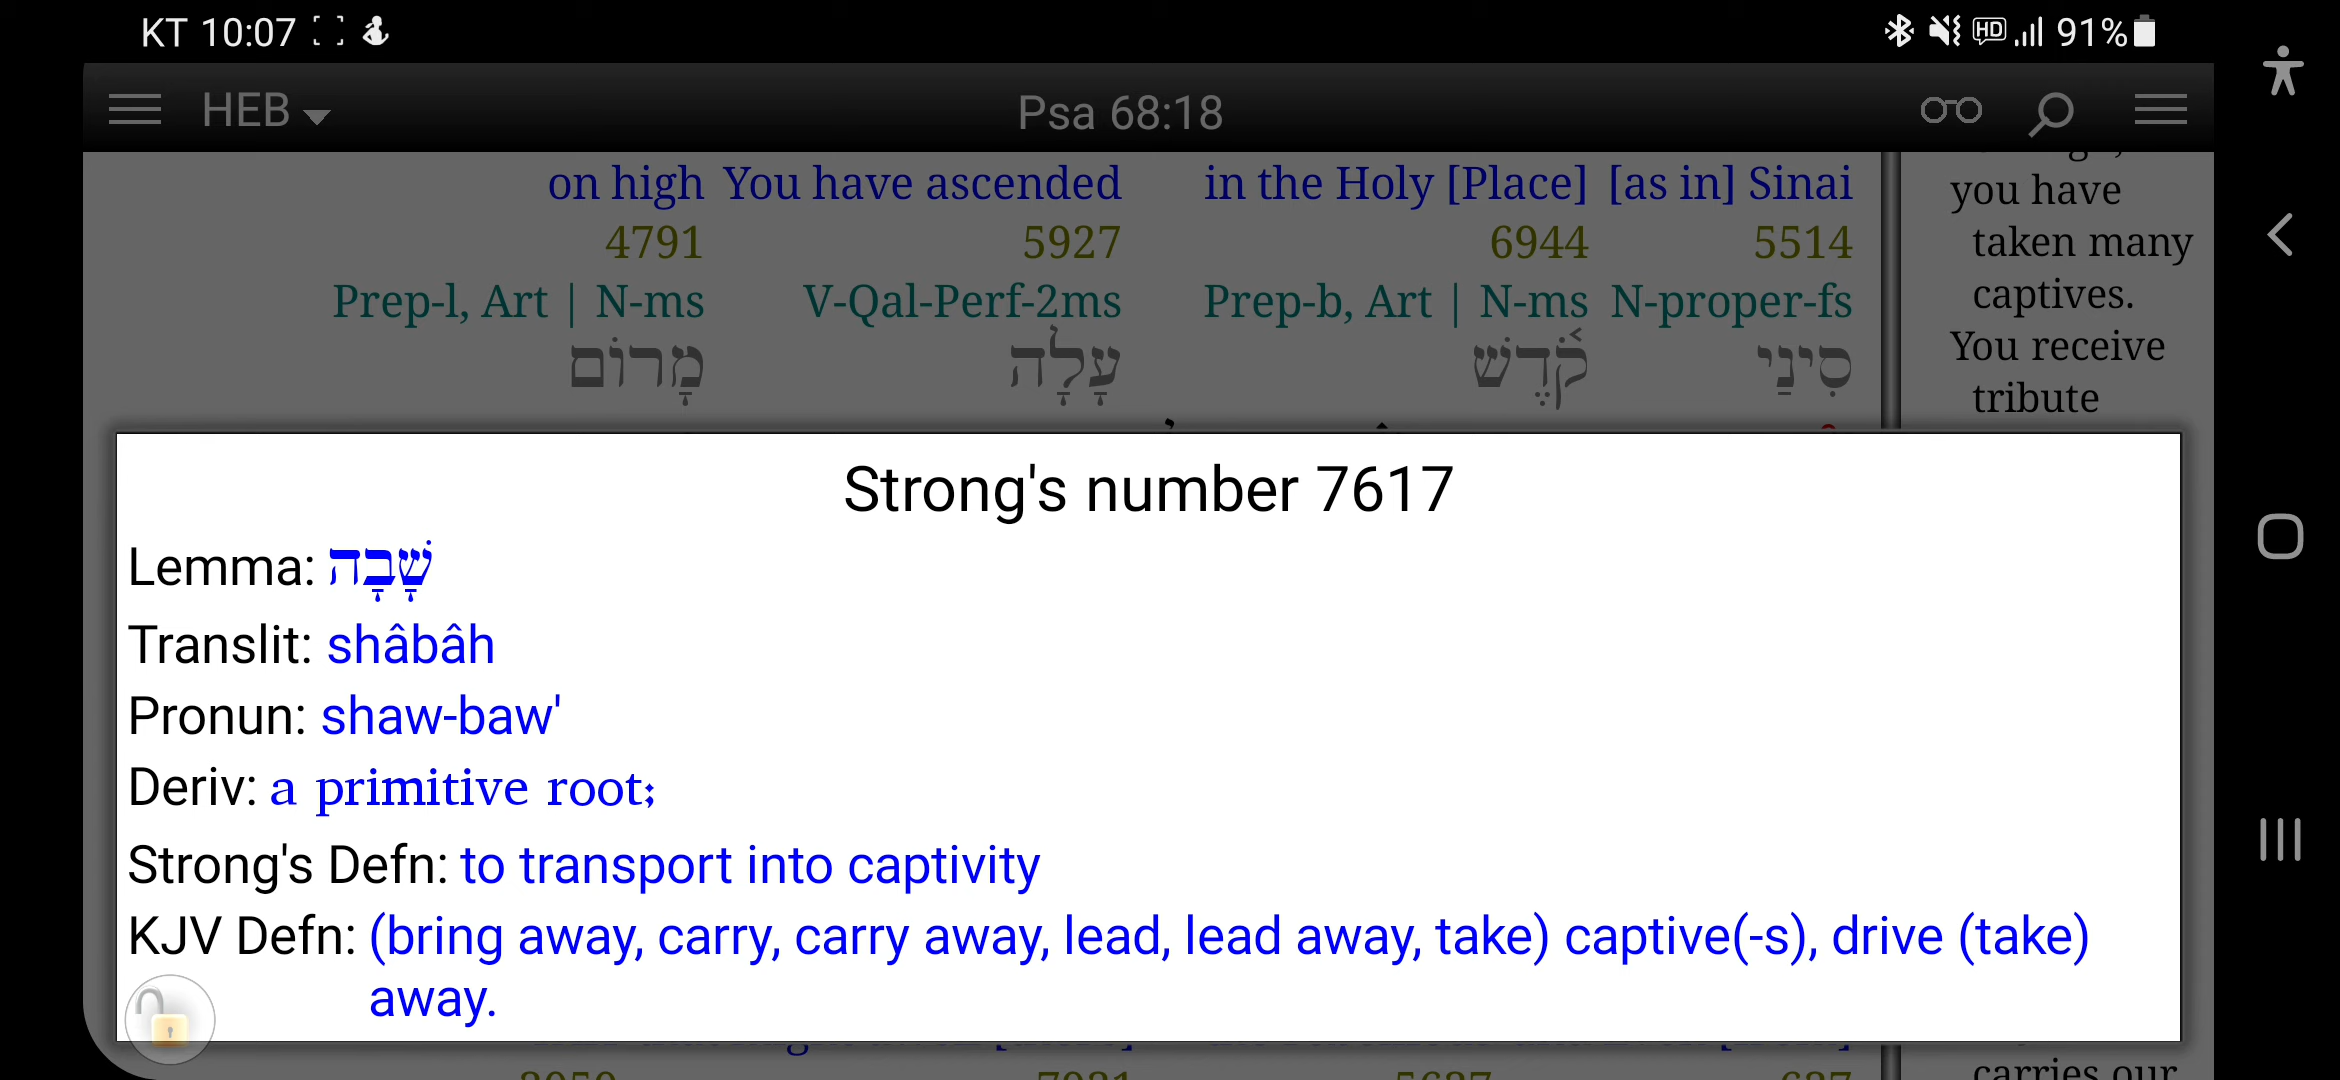 KT 10:07 HD 91%
HEB Psa 68:18
on high You have ascended in the Holy [Place] [as in] Sinai
4791 5927 6944 5514
Prep-l, Art | N-ms V-Qal-Perf-2ms Prep-b, Art | N-ms N-proper-fs
סִינַי קֹדֶשׁ עָלָה מָרוֹם
you have
taken many
captives.
You receive
tribute
Strong's number 7617
Lemma: שָׁבָה
Translit: shâbâh
Pronun: shaw-baw'
Deriv: a primitive root;
Strong's Defn: to transport into captivity
KJV Defn: (bring away, carry, carry away, lead, lead away, take) captive(-s), drive (take)
away.
carries our